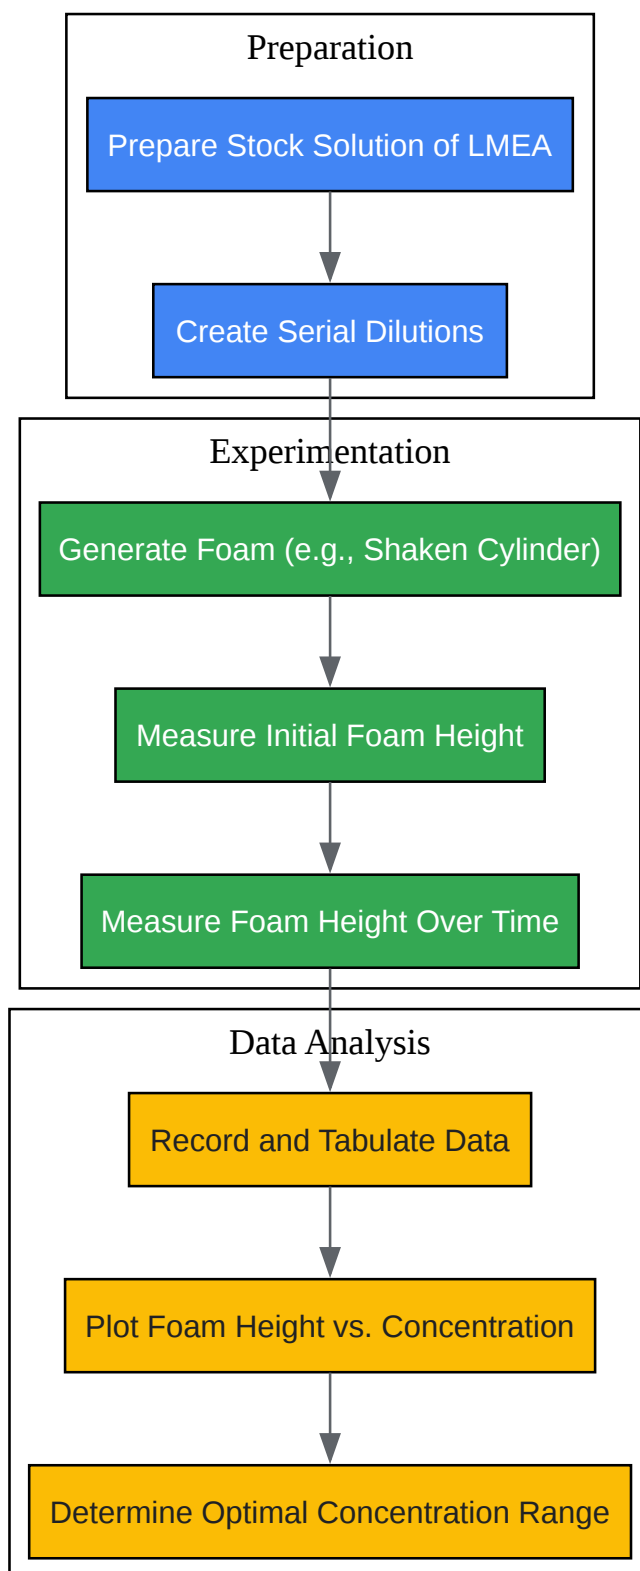 Preparation
Prepare Stock Solution of LMEA
Create Serial Dilutions
Experimentation
Generate Foam (e.g., Shaken Cylinder)
Measure Initial Foam Height
Measure Foam Height Over Time
Data Analysis
Record and Tabulate Data
Plot Foam Height vs. Concentration
Determine Optimal Concentration Range